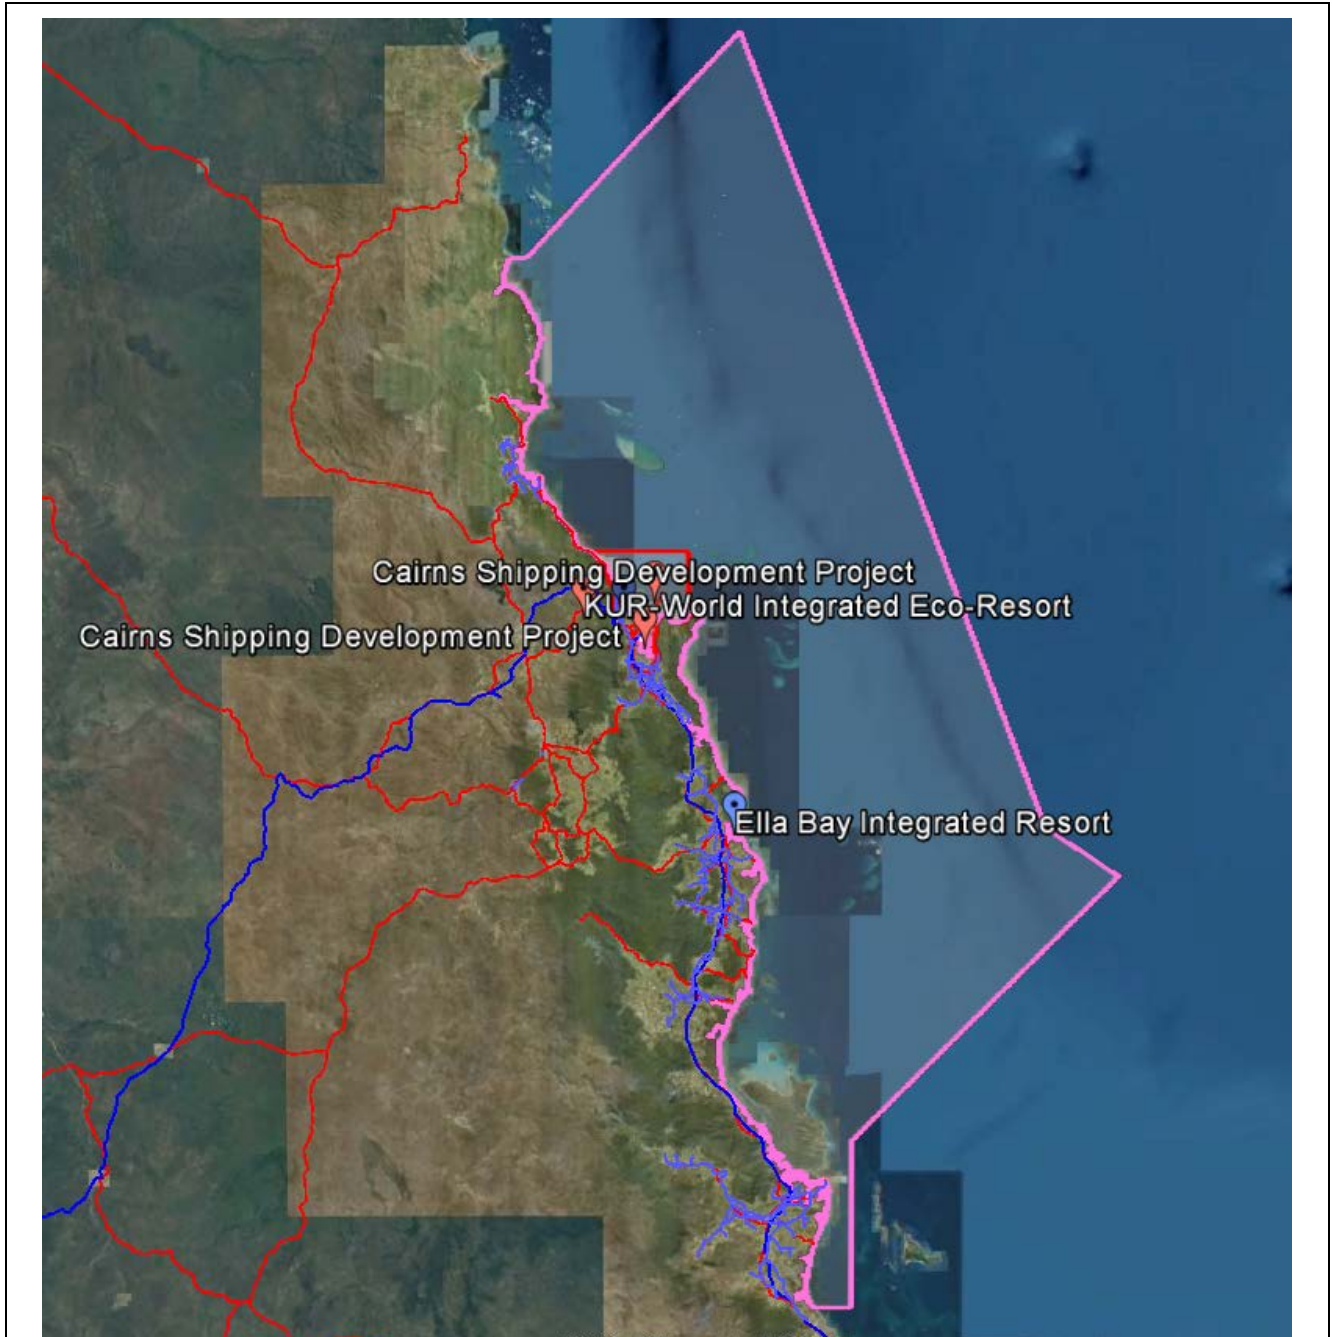 Cairns Shipping Development Project
KUR-World Integrated Eco-Resort
Cairns Shipping Development Project
Ella Bay Integrated Resort